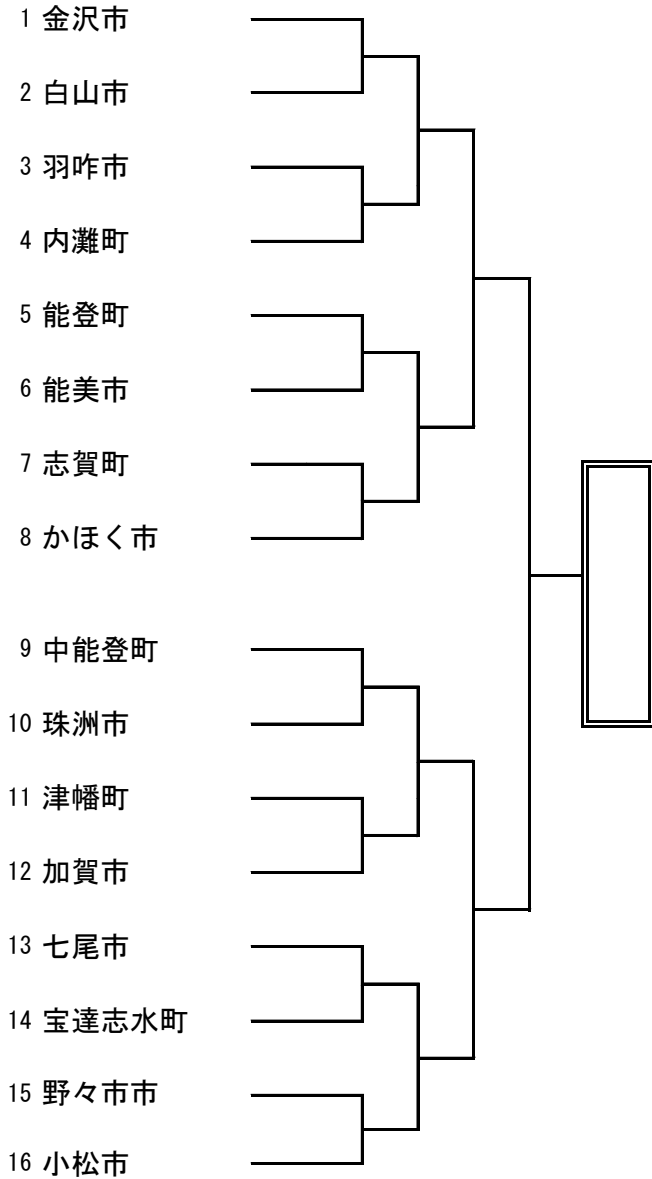 1 金沢市
2 白山市
3 羽咋市
4 内灘町
5 能登町
6 能美市
7 志賀町
8 かほく市
9 中能登町
10 珠洲市
11 津幡町
12 加賀市
13 七尾市
14 宝達志水町
15 野々市市
16 小松市